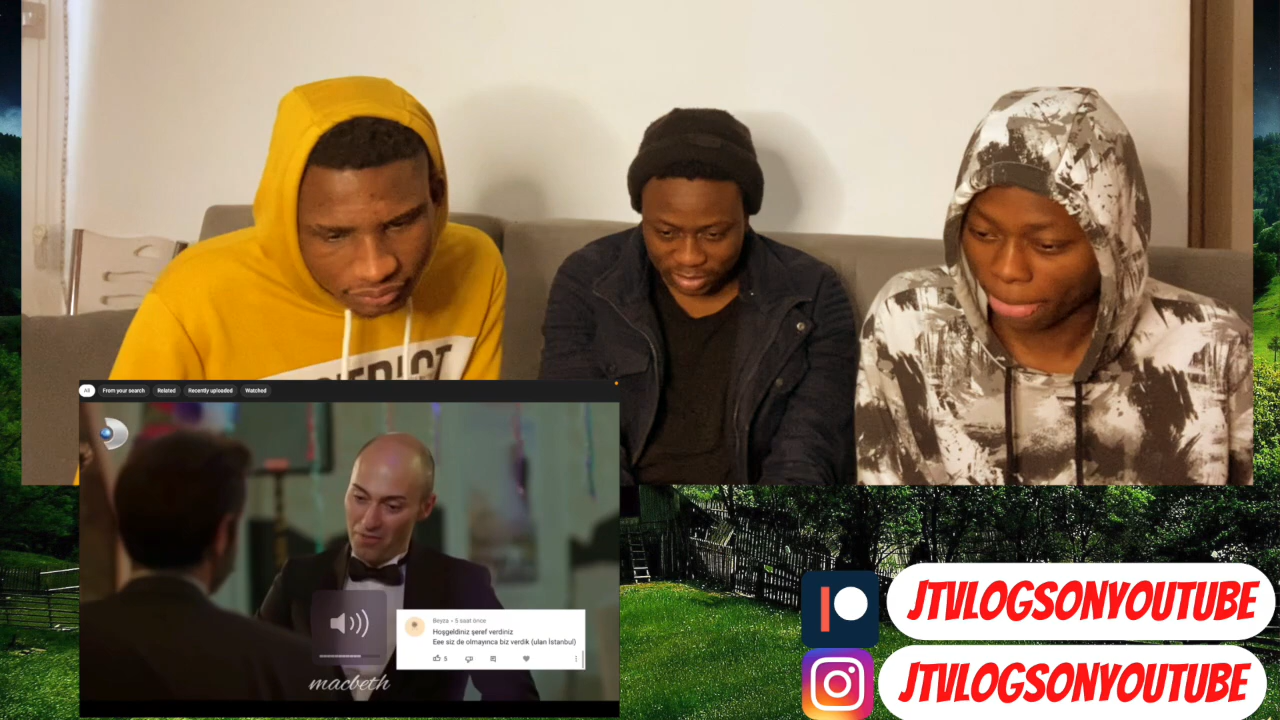 DISTRICT
All From your search Related Recently uploaded Watched
Beyza • 5 saat önce
Hoşgeldiniz şeref verdiniz
Eee siz de olmayınca biz verdik (ulan İstanbul)
5
macbeth
JTVLOGSONYOUTUBE
JTVLOGSONYOUTUBE